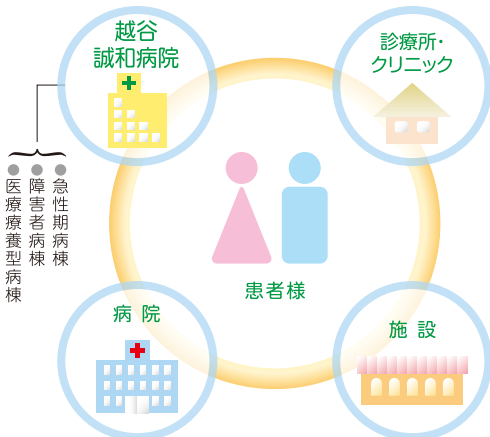 越谷
誠和病院
診療所・
クリニック
急性期病棟
障害者病棟
医療療養型病棟
患者様
病院
施設